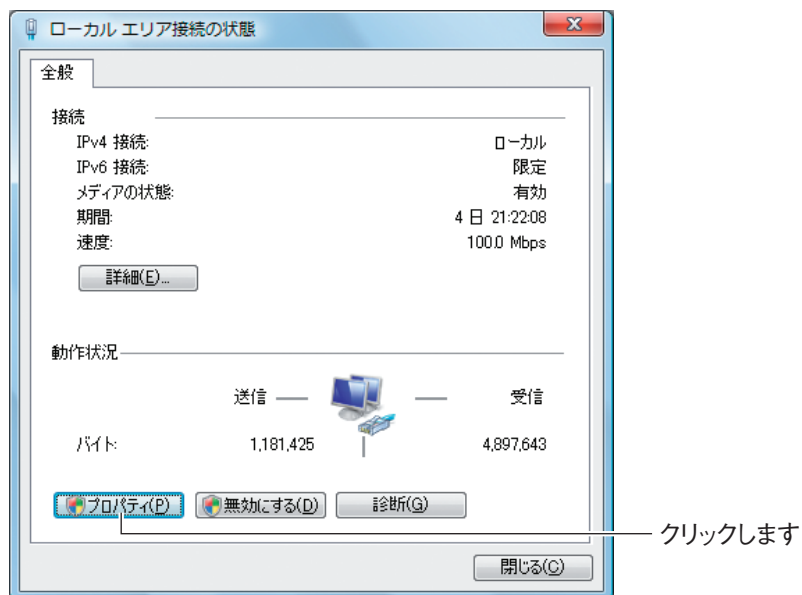 ローカル エリア接続の状態
全般
接続
IPv4 接続: ローカル
IPv6 接続: 限定
メディアの状態: 有効
期間: 4 日 21:22:08
速度: 100.0 Mbps
詳細(E)...
動作状況
送信 受信
バイト: 1,181,425 4,897,643
プロパティ(P) 無効にする(D) 診断(G)
クリックします
閉じる(C)